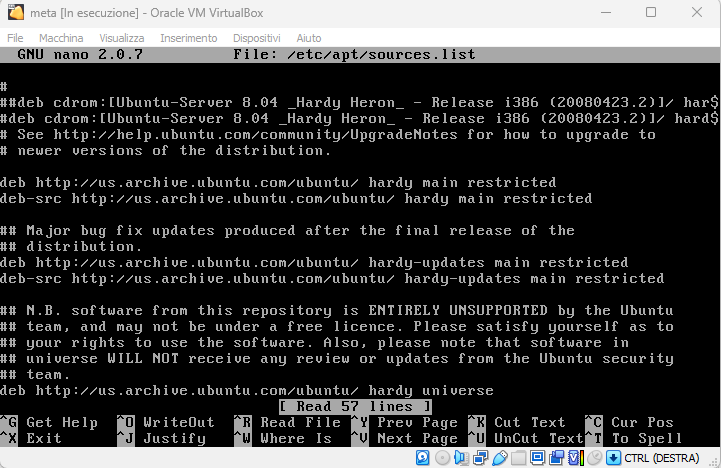 meta [In esecuzione] - Oracle VM VirtualBox
File Macchina Visualizza Inserimento Dispositivi Aiuto
GNU nano 2.0.7 File: /etc/apt/sources.list
#
##deb cdrom:[Ubuntu-Server 8.04 _Hardy Heron_ - Release i386 (20080423.2)]/ har$
#deb cdrom:[Ubuntu-Server 8.04 _Hardy Heron_ - Release i386 (20080423.2)]/ hard$
# See http://help.ubuntu.com/community/UpgradeNotes for how to upgrade to
# newer versions of the distribution.
deb http://us.archive.ubuntu.com/ubuntu/ hardy main restricted
deb-src http://us.archive.ubuntu.com/ubuntu/ hardy main restricted
## Major bug fix updates produced after the final release of the
## distribution.
deb http://us.archive.ubuntu.com/ubuntu/ hardy-updates main restricted
deb-src http://us.archive.ubuntu.com/ubuntu/ hardy-updates main restricted
## N.B. software from this repository is ENTIRELY UNSUPPORTED by the Ubuntu
## team, and may not be under a free licence. Please satisfy yourself as to
## your rights to use the software. Also, please note that software in
## universe WILL NOT receive any review or updates from the Ubuntu security
## team.
deb http://us.archive.ubuntu.com/ubuntu/ hardy universe
[ Read 57 lines ]
^G Get Help ^O WriteOut ^R Read File ^Y Prev Page ^K Cut Text ^C Cur Pos
^X Exit ^J Justify ^W Where Is ^V Next Page ^U UnCut Text ^T To Spell
CTRL (DESTRA)